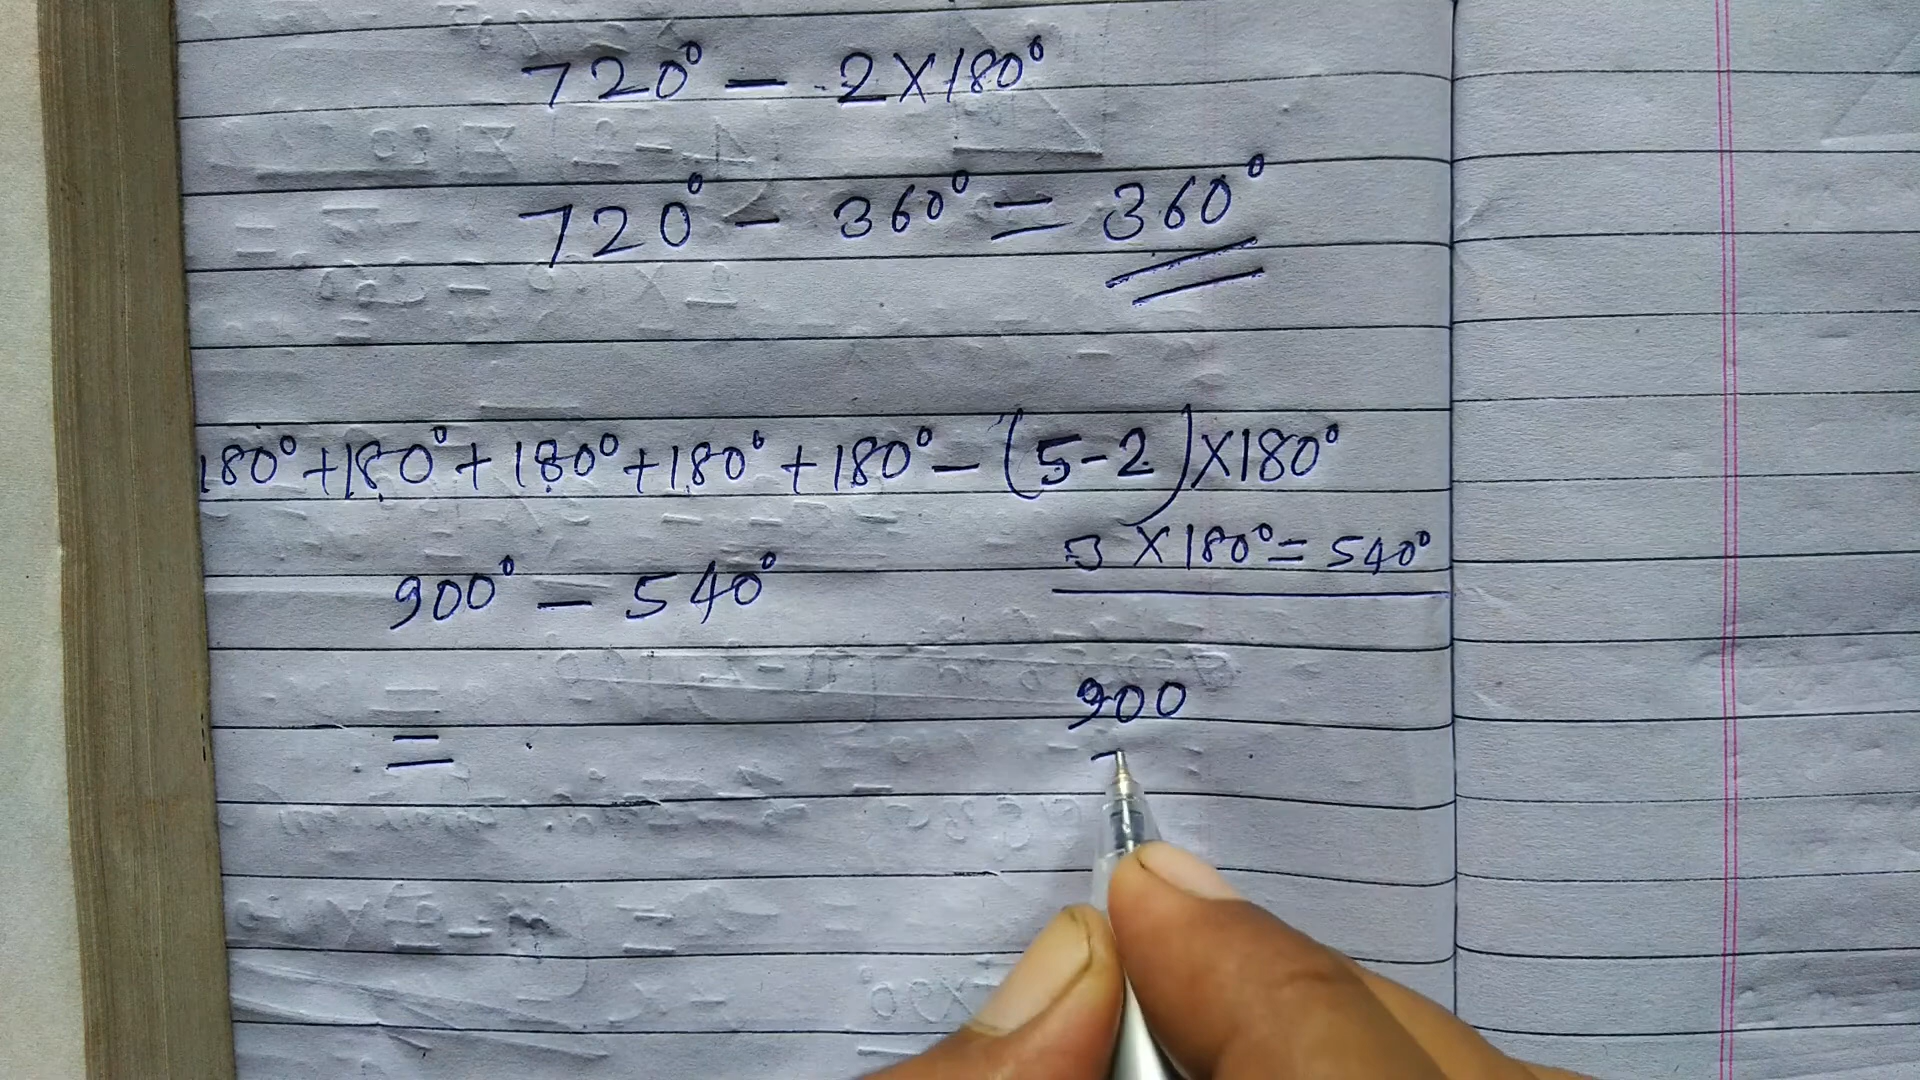 720° - 2×180°
720° - 360° = 360°
180°+180°+180°+180°+180°-(5-2)×180°
3×180°=540°
900° - 540°
900
=